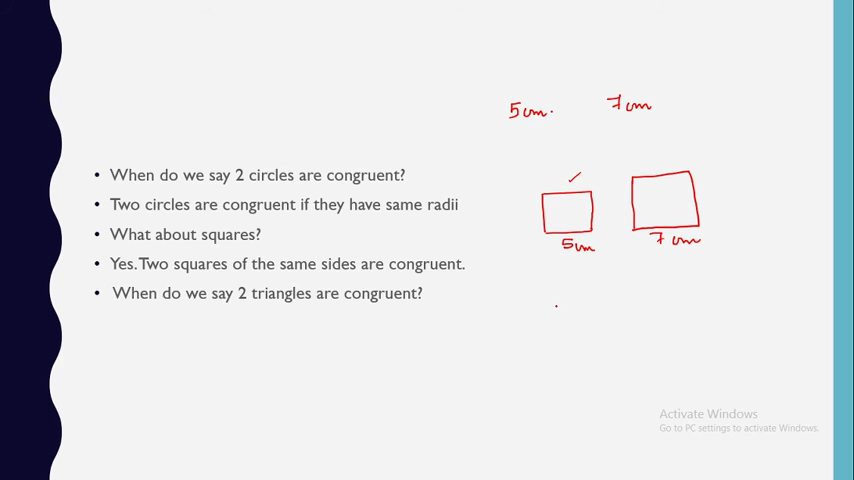 5cm. 7cm
When do we say 2 circles are congruent?
Two circles are congruent if they have same radii
What about squares?
Yes. Two squares of the same sides are congruent.
When do we say 2 triangles are congruent?
5cm 7cm
Activate Windows
Go to PC settings to activate Windows.